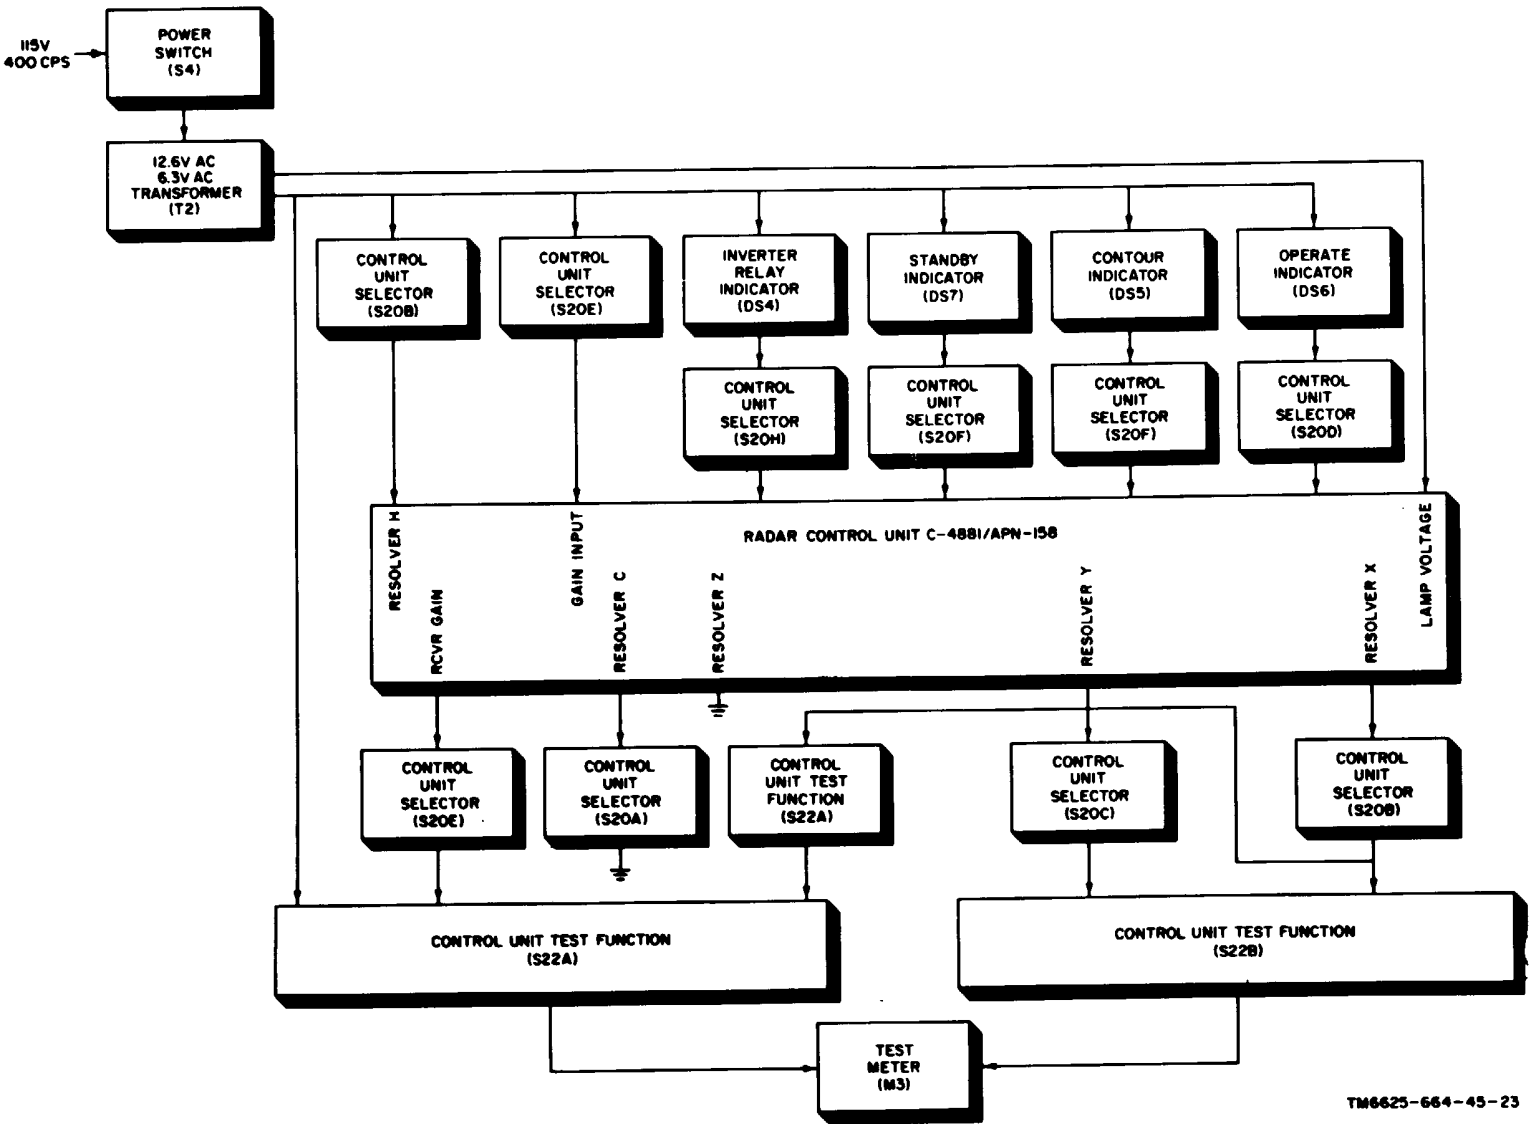 POWER
SWITCH
(S4)
115V
400 CPS
12.6V AC
6.3V AC
TRANSFORMER
(T2)
CONTROL
UNIT
SELECTOR
(S20B)
CONTROL
UNIT
SELECTOR
(S20E)
INVERTER
RELAY
INDICATOR
(DS4)
STANDBY
INDICATOR
(DS7)
CONTOUR
INDICATOR
(DS5)
OPERATE
INDICATOR
(DS6)
CONTROL
UNIT
SELECTOR
(S20H)
CONTROL
UNIT
SELECTOR
(S20F)
CONTROL
UNIT
SELECTOR
(S20F)
CONTROL
UNIT
SELECTOR
(S20D)
RADAR CONTROL UNIT C-4881/APN-158
RESOLVER H
RCVR GAIN
GAIN INPUT
RESOLVER C
RESOLVER Z
RESOLVER Y
RESOLVER X
LAMP VOLTAGE
CONTROL
UNIT
SELECTOR
(S20E)
CONTROL
UNIT
SELECTOR
(S20A)
CONTROL
UNIT TEST
FUNCTION
(S22A)
CONTROL
UNIT
SELECTOR
(S20C)
CONTROL
UNIT
SELECTOR
(S20B)
CONTROL UNIT TEST FUNCTION
(S22A)
CONTROL UNIT TEST FUNCTION
(S22B)
TEST
METER
(M3)
TM6625-664-45-23